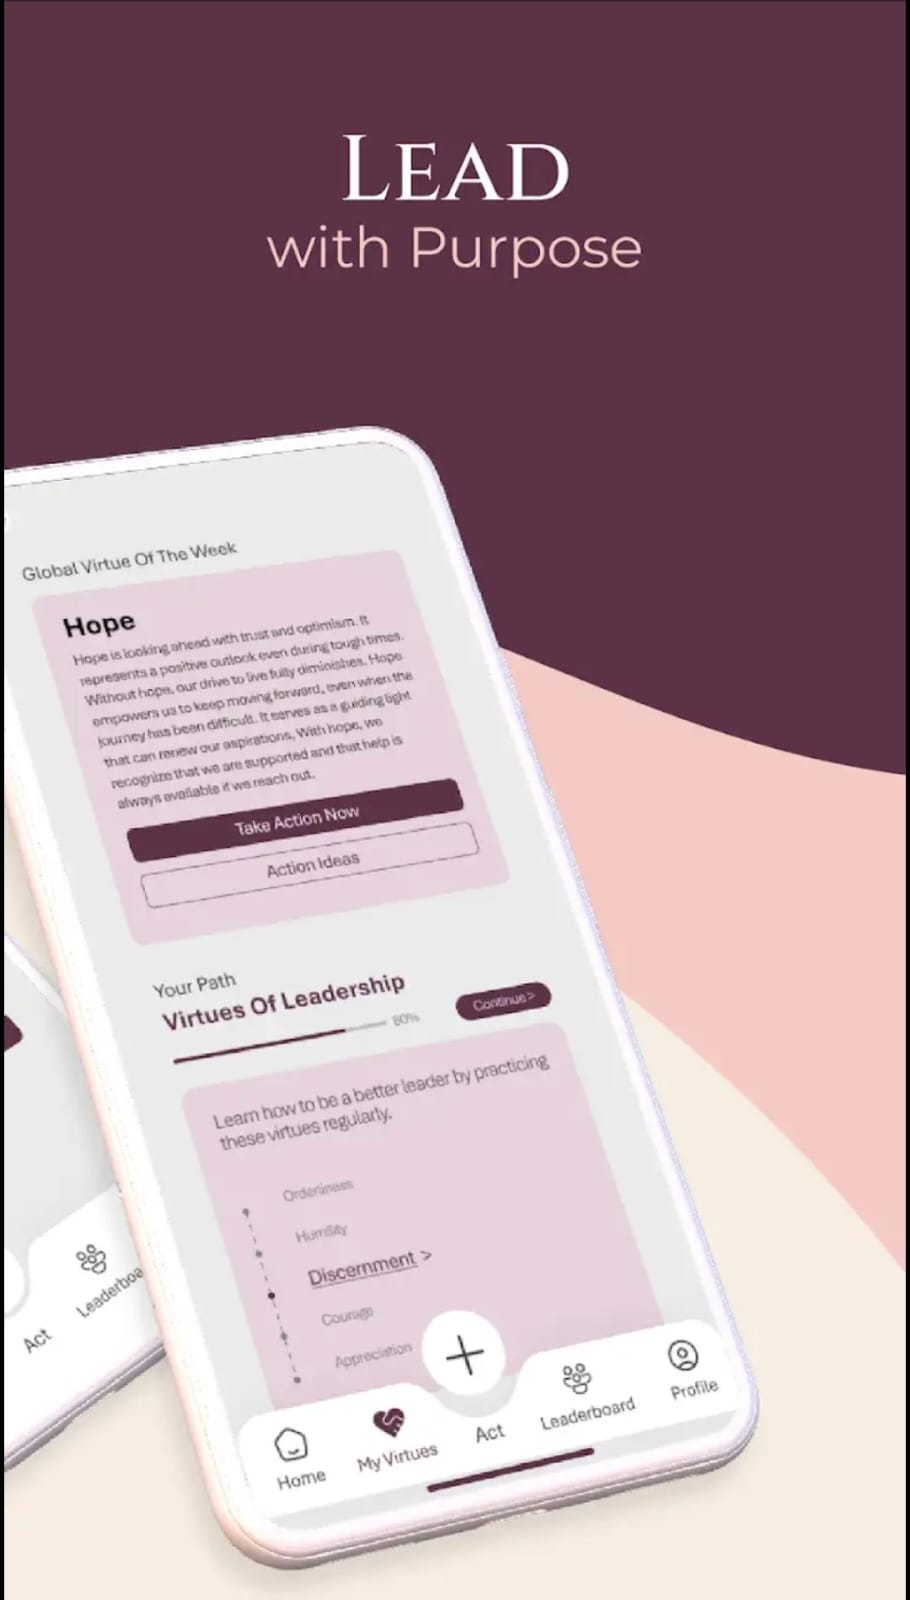 LEAD
with Purpose
Global Virtue Of The Week
Hope
Hope is looking ahead with trust and optimism. It
represents a positive outlook even during tough times.
Without hope, our drive to live fully diminishes. Hope
empowers us to keep moving forward, even when the
journey has been difficult. It serves as a guiding light
that can renew our aspirations. With hope, we
recognize that we are supported and that help is
always available if we reach out.
Take Action Now
Action Ideas
Your Path
Virtues Of Leadership
80%
Continue >
Learn how to be a better leader by practicing
these virtues regularly.
Orderliness
Humility
Discernment >
Courage
Appreciation
Home
My Virtues
Act
Leaderboard
Profile
Act
Leaderboa